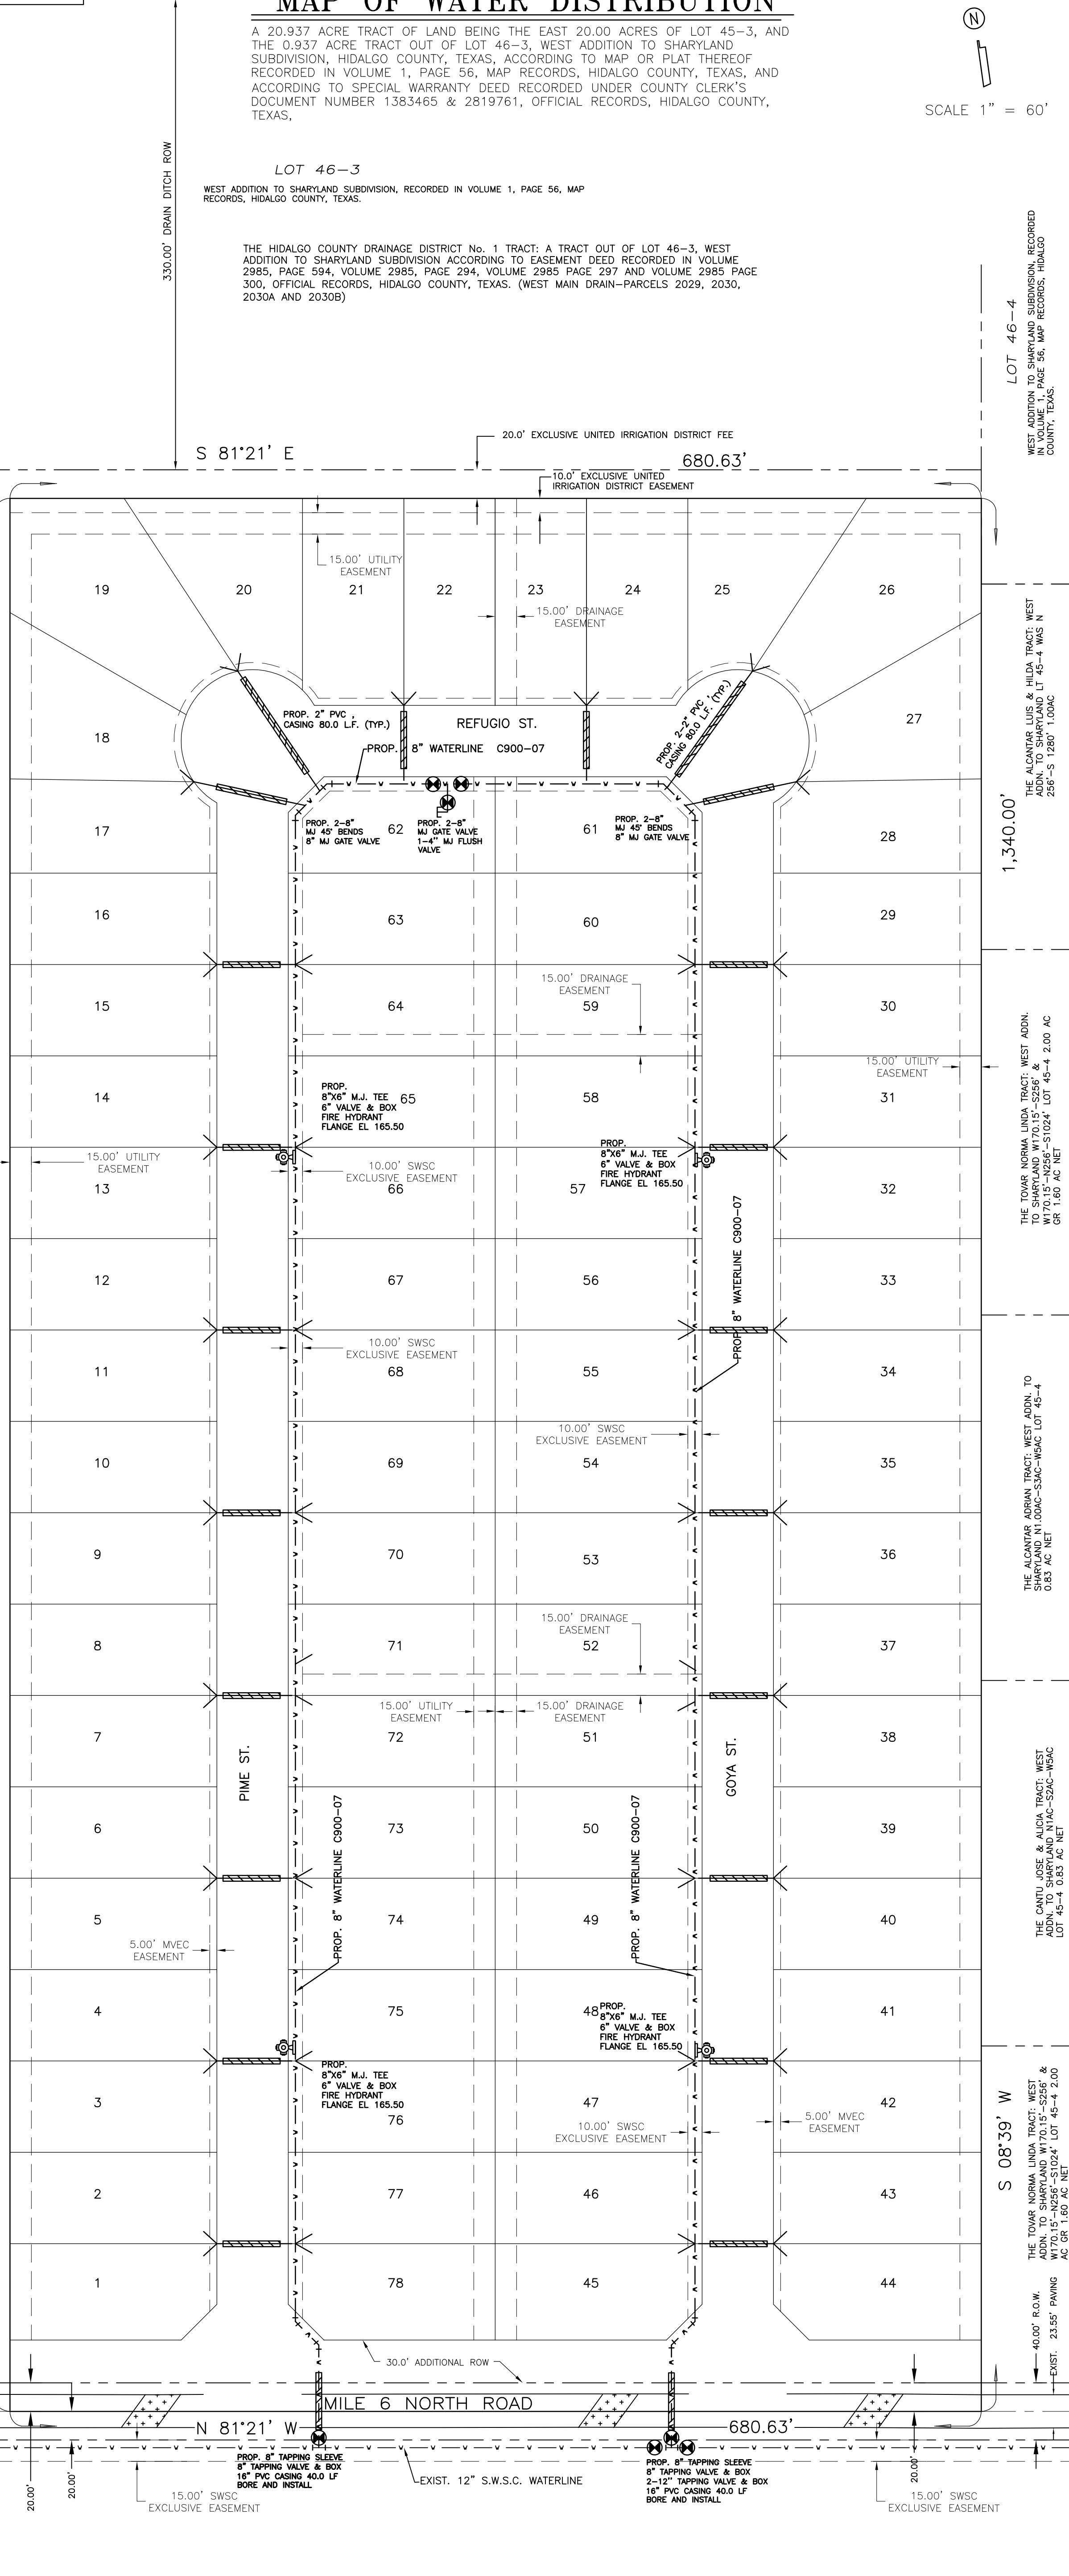 MAP OF WATER DISTRIBUTION
A 20.937 ACRE TRACT OF LAND BEING THE EAST 20.00 ACRES OF LOT 45-3, AND
THE 0.937 ACRE TRACT OUT OF LOT 46-3, WEST ADDITION TO SHARYLAND
SUBDIVISION, HIDALGO COUNTY, TEXAS, ACCORDING TO MAP OR PLAT THEREOF
RECORDED IN VOLUME 1, PAGE 56, MAP RECORDS, HIDALGO COUNTY, TEXAS, AND
ACCORDING TO SPECIAL WARRANTY DEED RECORDED UNDER COUNTY CLERK'S
DOCUMENT NUMBER 1383465 & 2819761, OFFICIAL RECORDS, HIDALGO COUNTY,
TEXAS,
N
SCALE 1" = 60'
330.00' DRAIN DITCH ROW
LOT 46-3
WEST ADDITION TO SHARYLAND SUBDIVISION, RECORDED IN VOLUME 1, PAGE 56, MAP
RECORDS, HIDALGO COUNTY, TEXAS.
THE HIDALGO COUNTY DRAINAGE DISTRICT No. 1 TRACT: A TRACT OUT OF LOT 46-3, WEST
ADDITION TO SHARYLAND SUBDIVISION ACCORDING TO EASEMENT DEED RECORDED IN VOLUME
2985, PAGE 594, VOLUME 2985, PAGE 294, VOLUME 2985 PAGE 297 AND VOLUME 2985 PAGE
300, OFFICIAL RECORDS, HIDALGO COUNTY, TEXAS. (WEST MAIN DRAIN-PARCELS 2029, 2030,
2030A AND 2030B)
LOT 46-4
WEST ADDITION TO SHARYLAND SUBDIVISION, RECORDED
IN VOLUME 1, PAGE 56, MAP RECORDS, HIDALGO
COUNTY, TEXAS.
20.0' EXCLUSIVE UNITED IRRIGATION DISTRICT FEE
S 81°21' E
680.63'
10.0' EXCLUSIVE UNITED
IRRIGATION DISTRICT EASEMENT
15.00' UTILITY
EASEMENT
19
20
21
22
23
24
25
26
15.00' DRAINAGE
EASEMENT
THE ALCANTAR LUIS & HILDA TRACT: WEST
ADDN. TO SHARYLAND LT 45-4 WAS N
256'-S 1280' 1.00AC
PROP. 2" PVC ,
CASING 80.0 L.F. (TYP.)
REFUGIO ST.
PROP. 2-2" PVC ,
CASING 80.0 L.F. (TYP.)
18
27
PROP. 8" WATERLINE C900-07
1,340.00'
PROP. 2-8"
MJ 45' BENDS
8" MJ GATE VALVE
62
PROP. 2-8"
MJ GATE VALVE
1-4" MJ FLUSH
VALVE
61
PROP. 2-8"
MJ 45' BENDS
8" MJ GATE VALVE
17
28
16
63
60
29
15
64
15.00' DRAINAGE
EASEMENT
59
30
15.00' UTILITY
EASEMENT
THE TOVAR NORMA LINDA TRACT: WEST ADDN.
TO SHARYLAND W170.15'-S256' &
W170.15'-N256'-S1024' LOT 45-4 2.00 AC
GR 1.60 AC NET
14
PROP.
8"X6" M.J. TEE
6" VALVE & BOX
FIRE HYDRANT
FLANGE EL 165.50
65
58
31
PROP.
8"X6" M.J. TEE
6" VALVE & BOX
FIRE HYDRANT
FLANGE EL 165.50
15.00' UTILITY
EASEMENT
10.00' SWSC
EXCLUSIVE EASEMENT
13
66
57
32
PROP. 8" WATERLINE C900-07
12
67
56
33
10.00' SWSC
EXCLUSIVE EASEMENT
11
68
55
34
10.00' SWSC
EXCLUSIVE EASEMENT
THE ALCANTAR ADRIAN TRACT: WEST ADDN. TO
SHARYLAND N1.00AC-S3AC-W5AC LOT 45-4
0.83 AC NET
10
69
54
35
9
70
53
36
15.00' DRAINAGE
EASEMENT
8
71
52
37
15.00' UTILITY
EASEMENT
15.00' DRAINAGE
EASEMENT
7
72
51
38
PIME ST.
GOYA ST.
THE CANTU JOSE & ALICIA TRACT: WEST
ADDN. TO SHARYLAND N1AC-S2AC-W5AC
LOT 45-4 0.83 AC NET
6
73
50
39
PROP. 8" WATERLINE C900-07
PROP. 8" WATERLINE C900-07
5
74
49
40
5.00' MVEC
EASEMENT
4
75
48
41
PROP.
8"X6" M.J. TEE
6" VALVE & BOX
FIRE HYDRANT
FLANGE EL 165.50
PROP.
8"X6" M.J. TEE
6" VALVE & BOX
FIRE HYDRANT
FLANGE EL 165.50
3
76
47
42
10.00' SWSC
EXCLUSIVE EASEMENT
5.00' MVEC
EASEMENT
S 08°39' W
THE TOVAR NORMA LINDA TRACT: WEST
ADDN. TO SHARYLAND W170.15'-S256' &
W170.15'-N256'-S1024' LOT 45-4 2.00
AC GR 1.60 AC NET
2
77
46
43
1
78
45
44
40.00' R.O.W.
EXIST. 23.55' PAVING
30.0' ADDITIONAL ROW
MILE 6 NORTH ROAD
N 81°21' W
680.63'
PROP. 8" TAPPING SLEEVE
8" TAPPING VALVE & BOX
16" PVC CASING 40.0 LF
BORE AND INSTALL
EXIST. 12" S.W.S.C. WATERLINE
PROP. 8" TAPPING SLEEVE
8" TAPPING VALVE & BOX
2-12" TAPPING VALVE & BOX
16" PVC CASING 40.0 LF
BORE AND INSTALL
20.00'
20.00'
20.00'
15.00' SWSC
EXCLUSIVE EASEMENT
15.00' SWSC
EXCLUSIVE EASEMENT